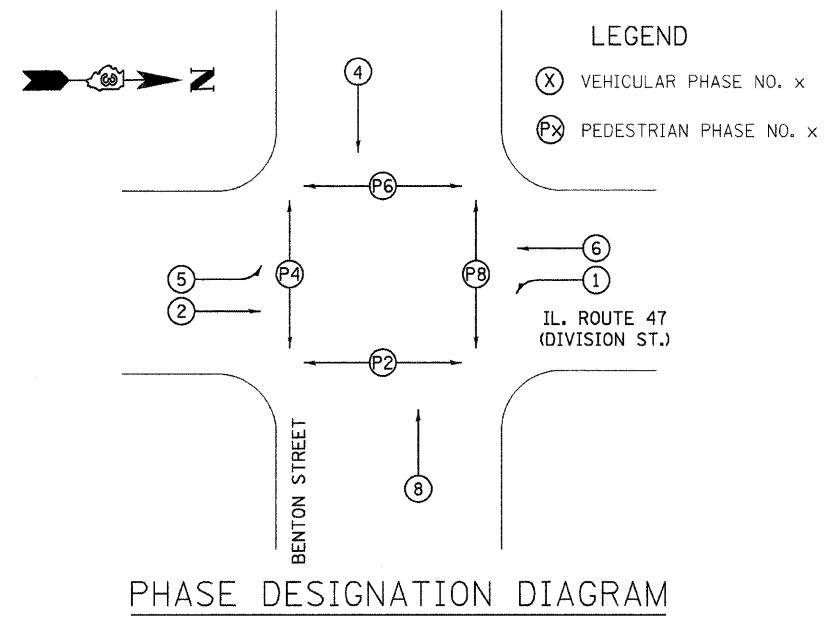 LEGEND
X VEHICULAR PHASE NO. x
Px PEDESTRIAN PHASE NO. x
N
4
P6
5
2
P4
P8
6
1
IL. ROUTE 47
(DIVISION ST.)
P2
8
BENTON STREET
PHASE DESIGNATION DIAGRAM